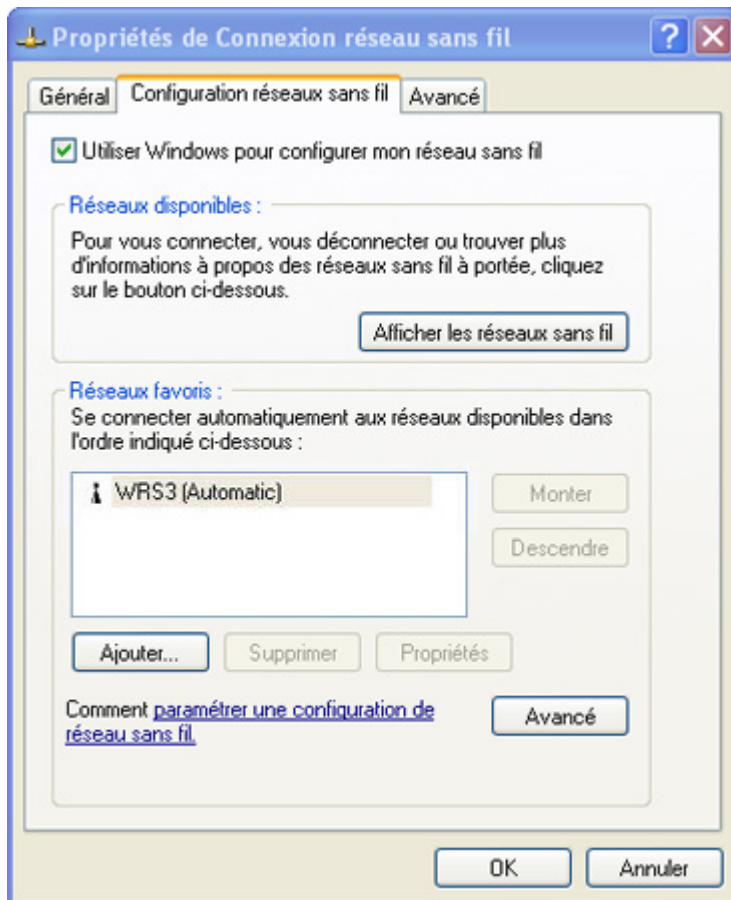 Propriétés de Connexion réseau sans fil
?
Général
Configuration réseaux sans fil
Avancé
Utiliser Windows pour configurer mon réseau sans fil
Réseaux disponibles :
Pour vous connecter, vous déconnecter ou trouver plus
d'informations à propos des réseaux sans fil à portée, cliquez
sur le bouton ci-dessous.
Afficher les réseaux sans fil
Réseaux favoris :
Se connecter automatiquement aux réseaux disponibles dans
l'ordre indiqué ci-dessous :
WRS3 (Automatic)
Monter
Descendre
Ajouter...
Supprimer
Propriétés
Comment paramétrer une configuration de
réseau sans fil.
Avancé
OK
Annuler